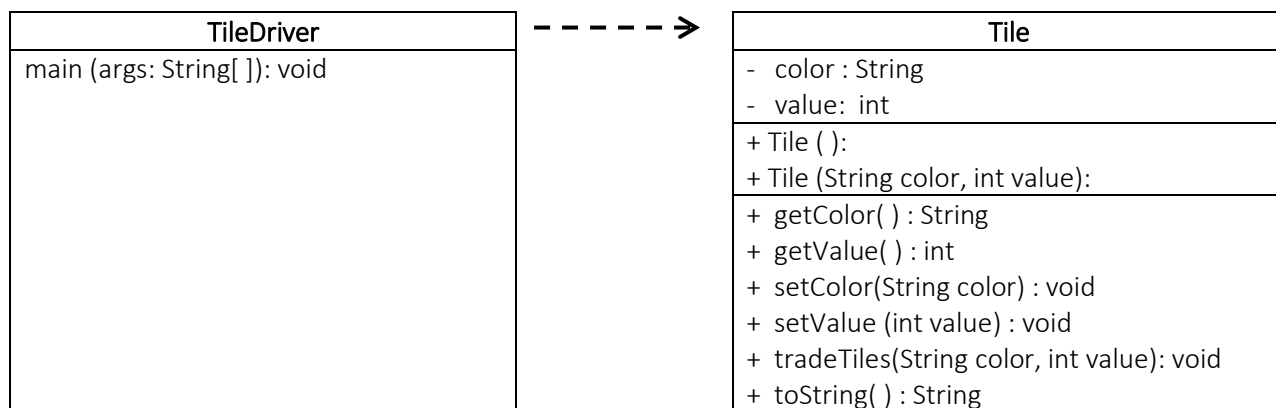 TileDriver
main (args: String[ ]): void
Tile
- color : String
- value: int
+ Tile ( ):
+ Tile (String color, int value):
+ getColor( ) : String
+ getValue( ) : int
+ setColor(String color) : void
+ setValue (int value) : void
+ tradeTiles(String color, int value): void
+ toString( ) : String